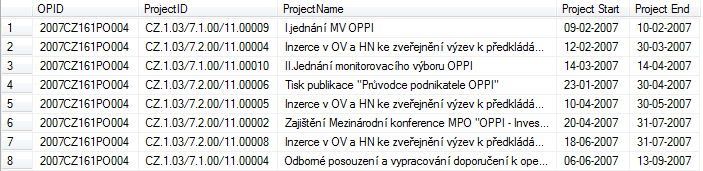 OPID ProjectID ProjectName Project Start Project End
1 2007CZ161PO004 CZ.1.03/7.1.00/11.00009 I.jednání MV OPPI 09-02-2007 10-02-2007
2 2007CZ161PO004 CZ.1.03/7.2.00/11.00004 Inzerce v OV a HN ke zveřejnění výzev k předkládá... 12-02-2007 30-03-2007
3 2007CZ161PO004 CZ.1.03/7.1.00/11.00010 II.Jednání monitorovacího výboru OPPI 14-03-2007 14-04-2007
4 2007CZ161PO004 CZ.1.03/7.2.00/11.00006 Tisk publikace "Průvodce podnikatele OPPI" 23-01-2007 30-04-2007
5 2007CZ161PO004 CZ.1.03/7.2.00/11.00005 Inzerce v OV a HN ke zveřejnění výzev k předkládá... 10-04-2007 30-05-2007
6 2007CZ161PO004 CZ.1.03/7.2.00/11.00002 Zajištění Mezinárodní konference MPO "OPPI - Inves... 20-04-2007 31-07-2007
7 2007CZ161PO004 CZ.1.03/7.2.00/11.00008 Inzerce v OV a HN ke zveřejnění výzev k předkládá... 18-06-2007 31-07-2007
8 2007CZ161PO004 CZ.1.03/7.1.00/11.00004 Odborné posouzení a vypracování doporučení k ope... 06-06-2007 13-09-2007